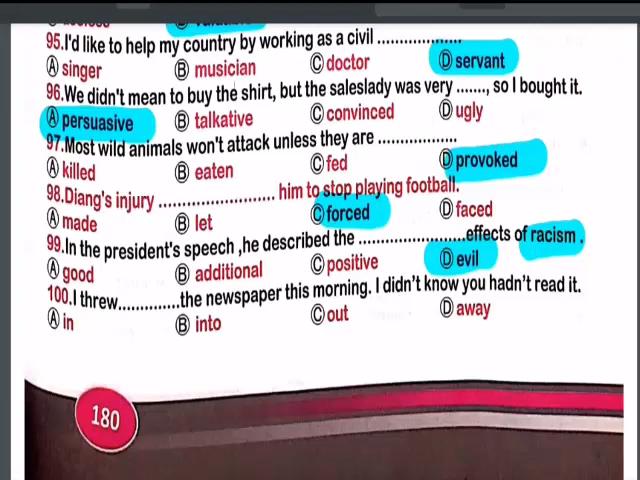 95.I'd like to help my country by working as a civil ..................
Ⓐ singer Ⓑ musician Ⓒ doctor Ⓓ servant
96.We didn't mean to buy the shirt, but the saleslady was very ......., so I bought it.
Ⓐ persuasive Ⓑ talkative Ⓒ convinced Ⓓ ugly
97.Most wild animals won't attack unless they are .................
Ⓐ killed Ⓑ eaten Ⓒ fed Ⓓ provoked
98.Diang's injury ......................... him to stop playing football.
Ⓐ made Ⓑ let Ⓒ forced Ⓓ faced
99.In the president's speech ,he described the .......................effects of racism .
Ⓐ good Ⓑ additional Ⓒ positive Ⓓ evil
100.I threw.............the newspaper this morning. I didn't know you hadn't read it.
Ⓐ in Ⓑ into Ⓒ out Ⓓ away
180